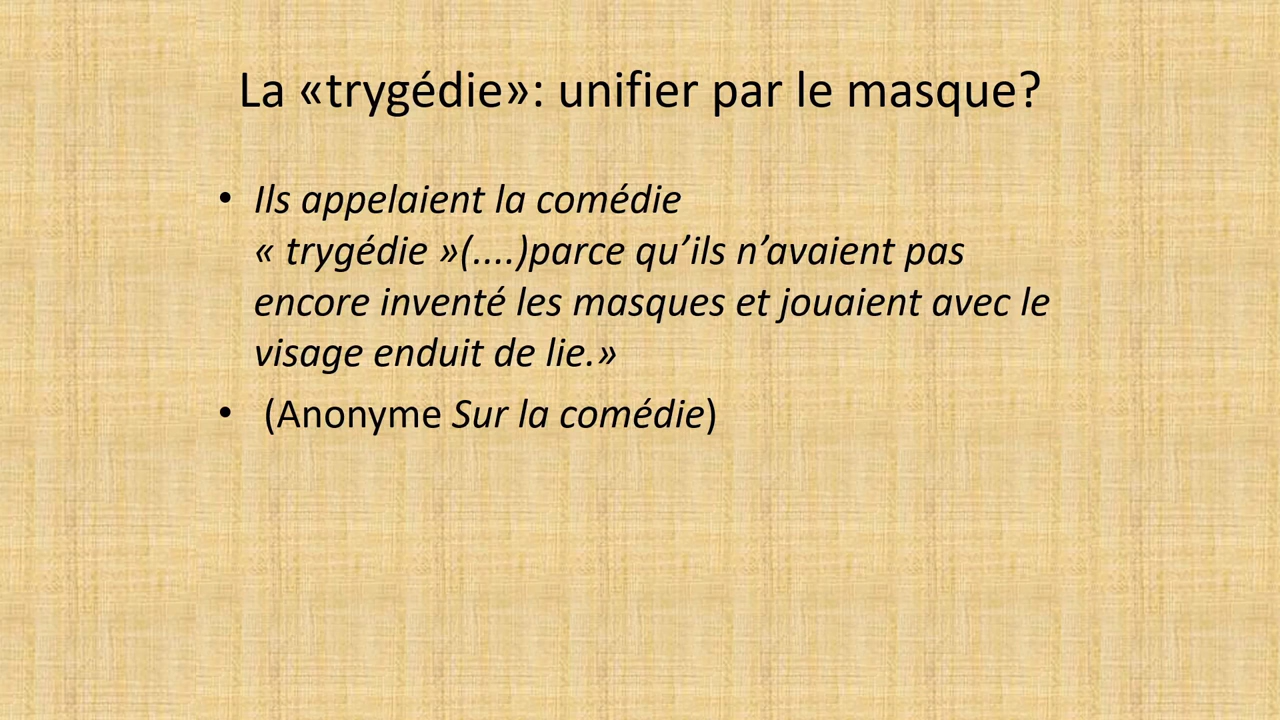 La «trygédie»: unifier par le masque?
• Ils appelaient la comédie
« trygédie »(....)parce qu’ils n’avaient pas
encore inventé les masques et jouaient avec le
visage enduit de lie.»
• (Anonyme Sur la comédie)